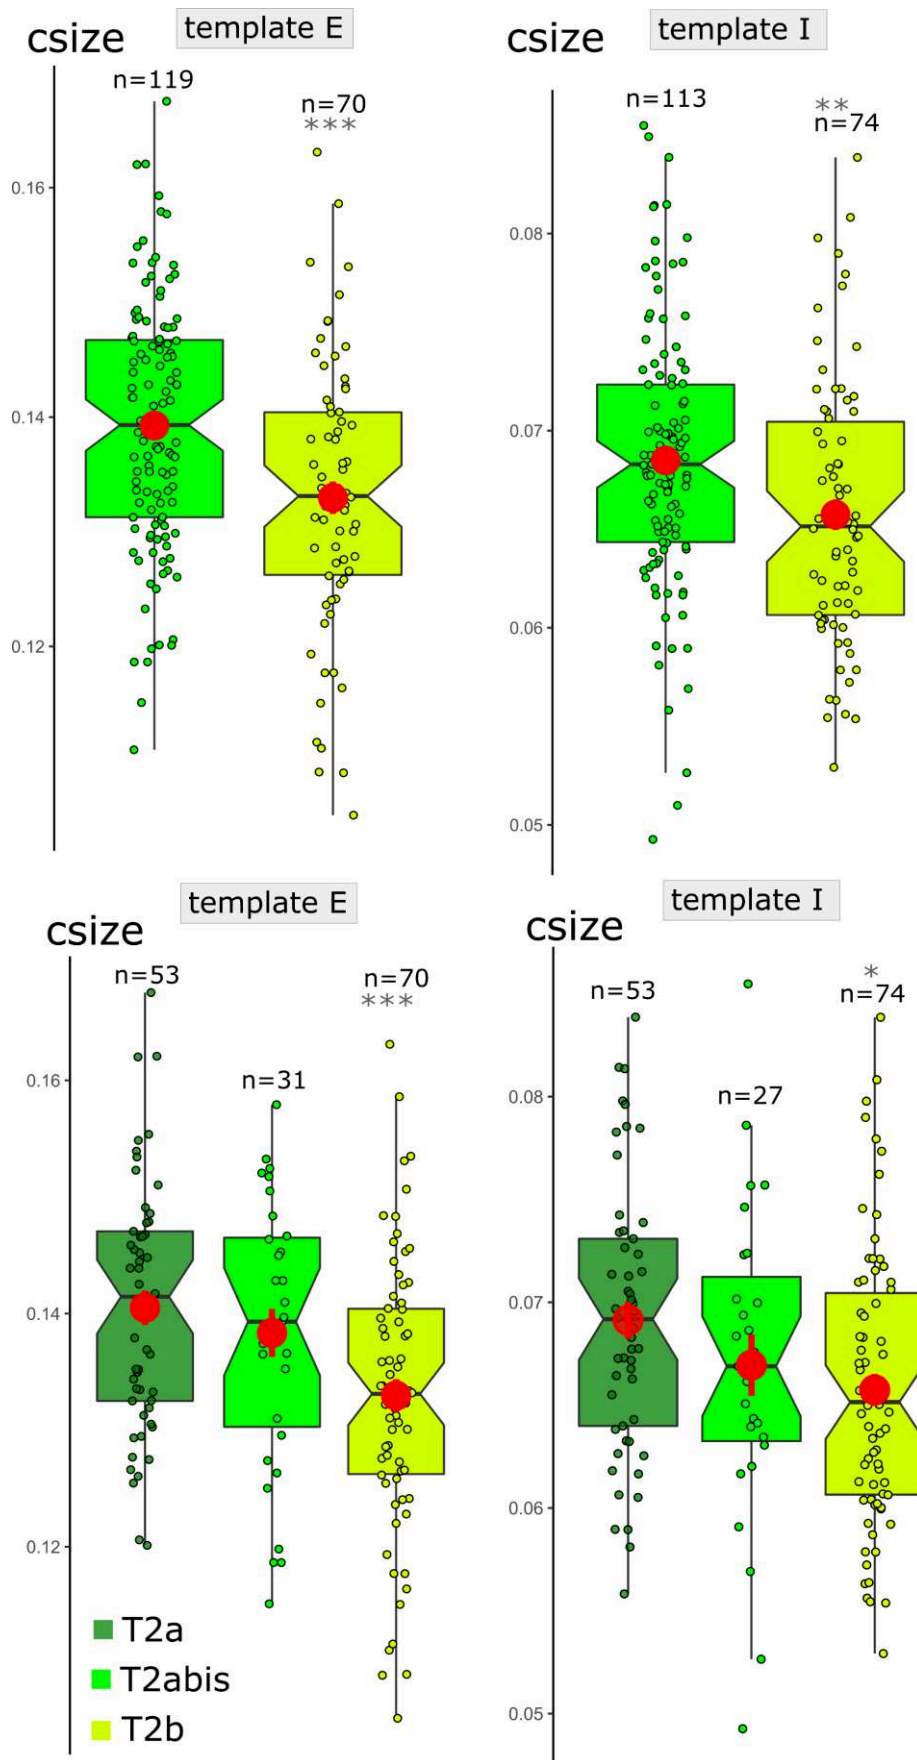 csize
template E
n=119
n=70
***
0.16
0.14
0.12
csize
template I
n=113
**
n=74
0.08
0.07
0.06
0.05
csize
template E
n=53
n=31
n=70
***
0.16
0.14
0.12
T2a
T2abis
T2b
csize
template I
n=53
n=27
*
n=74
0.08
0.07
0.06
0.05